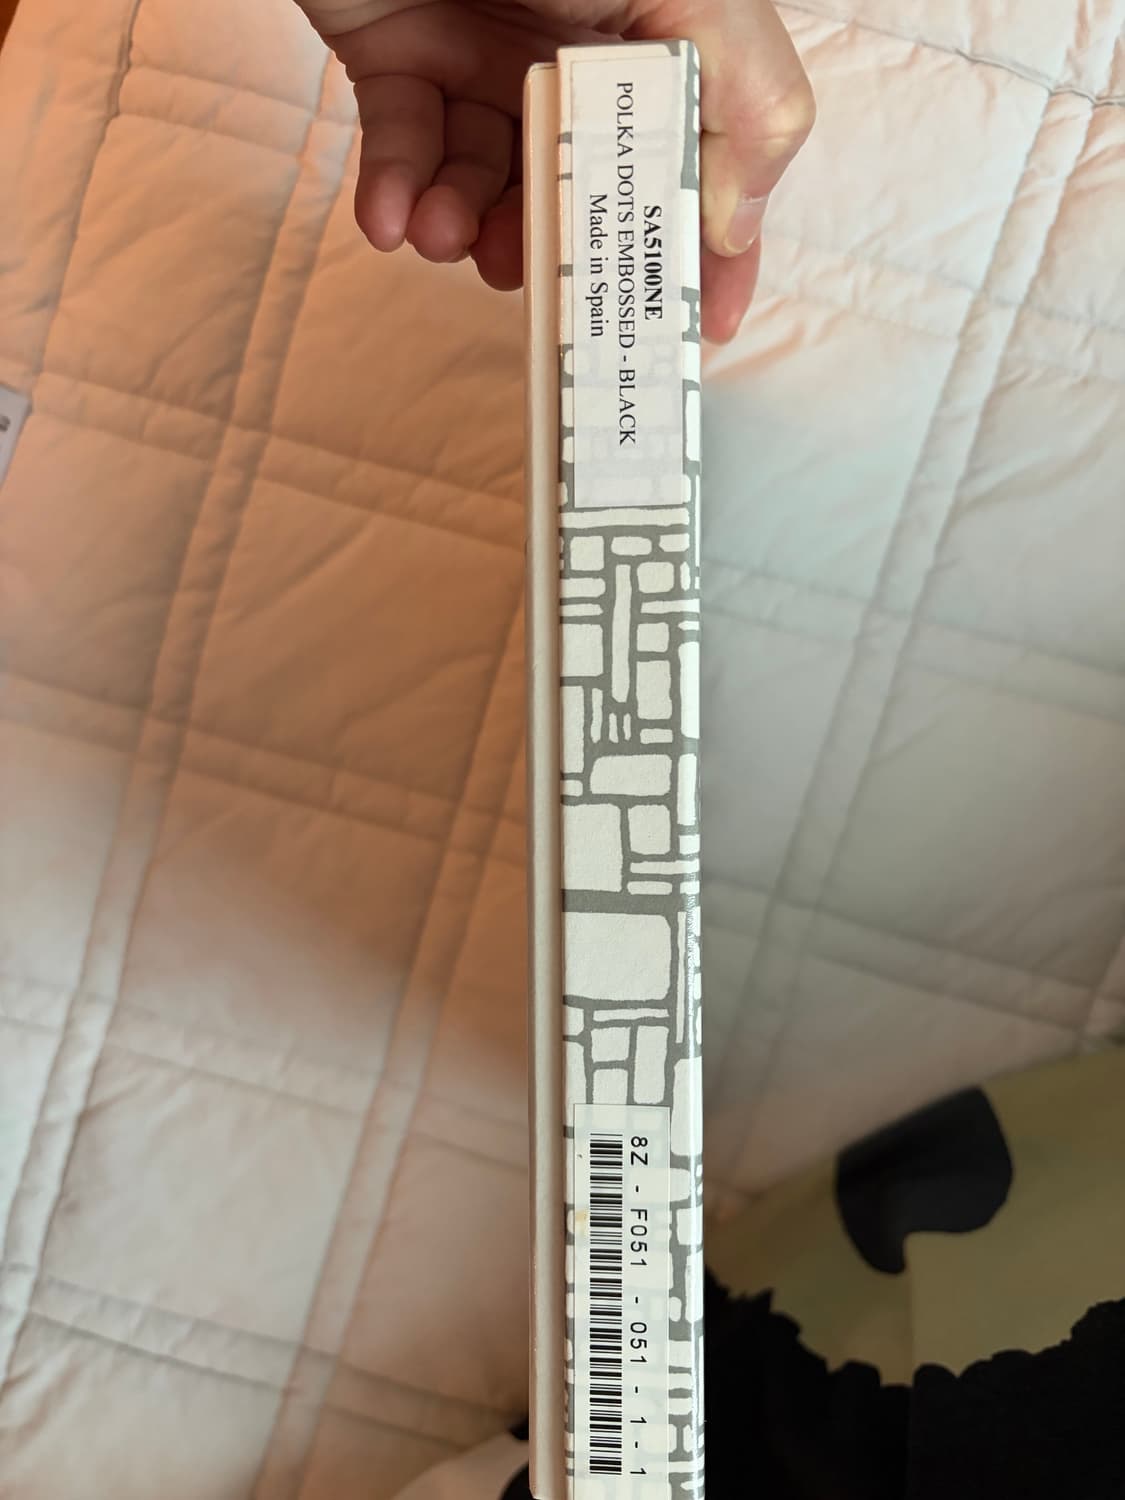 SA5100NE
POLKA DOTS EMBOSSED - BLACK
Made in Spain
8Z - F051 - 051 - 1 - 1